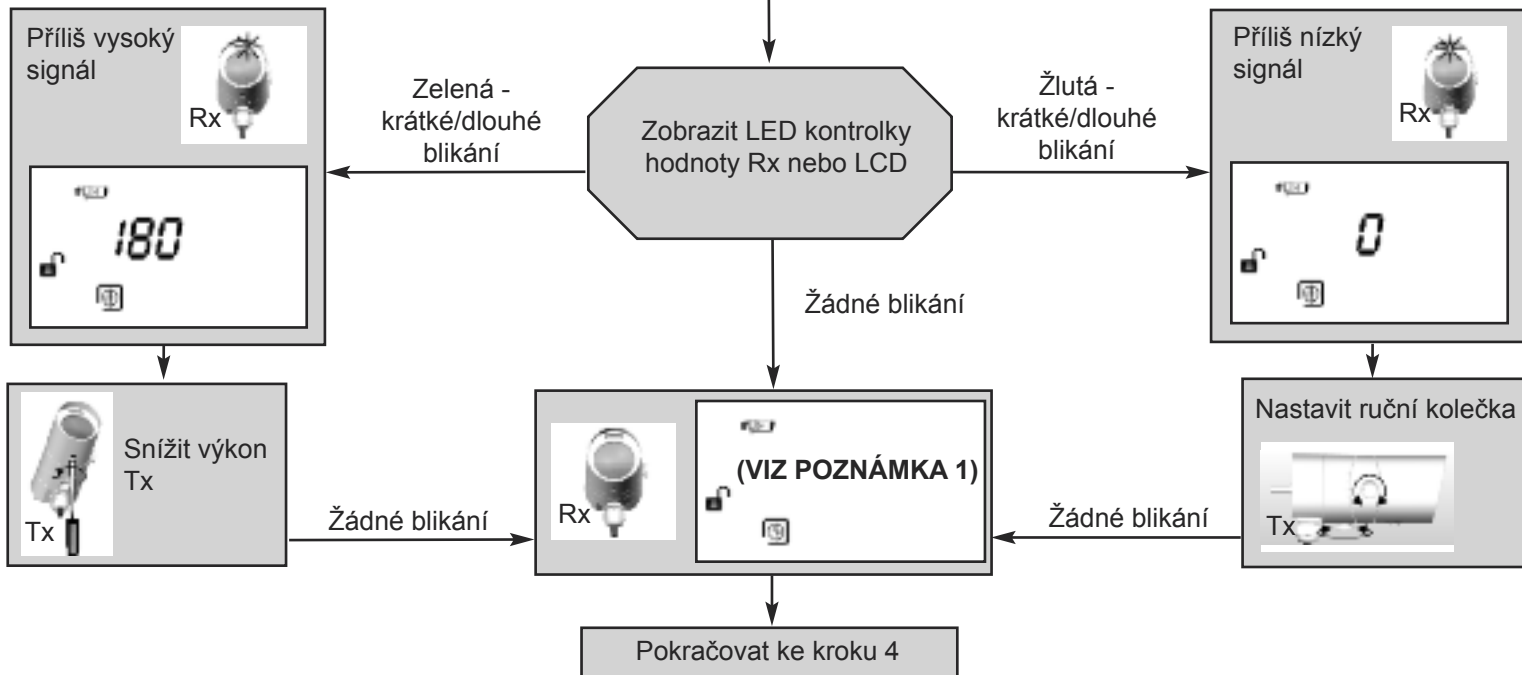 Příliš vysoký
signál
Rx
180
Zelená -
krátké/dlouhé
blikání
Zobrazit LED kontrolky
hodnoty Rx nebo LCD
Žlutá -
krátké/dlouhé
blikání
Příliš nízký
signál
Rx
0
Žádné blikání
Snížit výkon
Tx
Tx
Žádné blikání
Rx
(VIZ POZNÁMKA 1)
Žádné blikání
Nastavit ruční kolečka
Tx
Pokračovat ke kroku 4